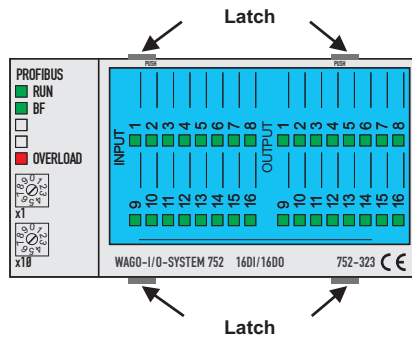 Latch
PUSH PUSH
PROFIBUS
RUN
BF
OVERLOAD
x1
x10
INPUT
1 2 3 4 5 6 7 8
9 10 11 12 13 14 15 16
OUTPUT
1 2 3 4 5 6 7 8
9 10 11 12 13 14 15 16
WAGO-I/O-SYSTEM 752 16DI/16DO 752-323 CE
Latch